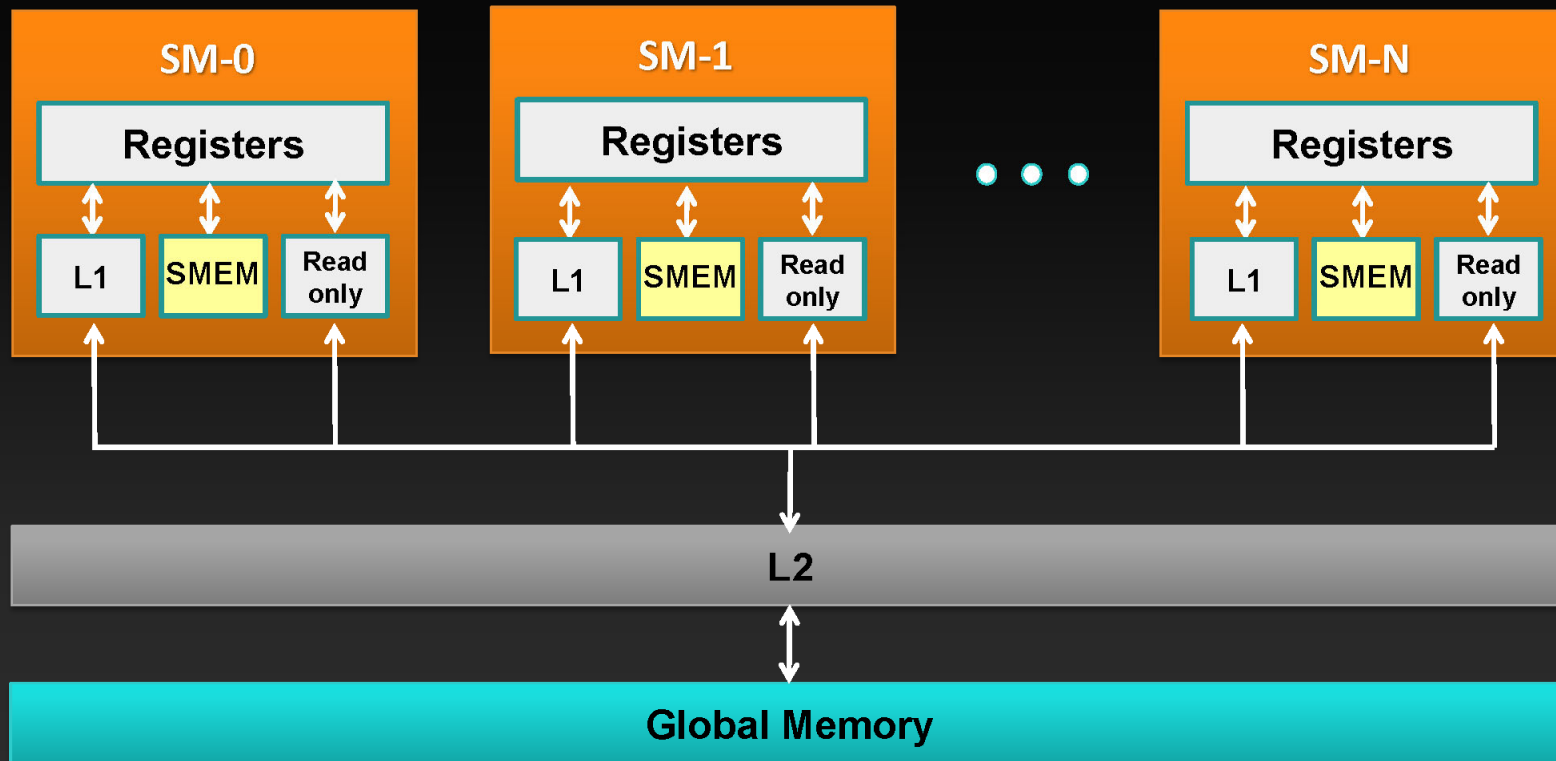 SM-0
Registers
L1
SMEM
Read
only
SM-1
Registers
L1
SMEM
Read
only
SM-N
Registers
L1
SMEM
Read
only
L2
Global Memory